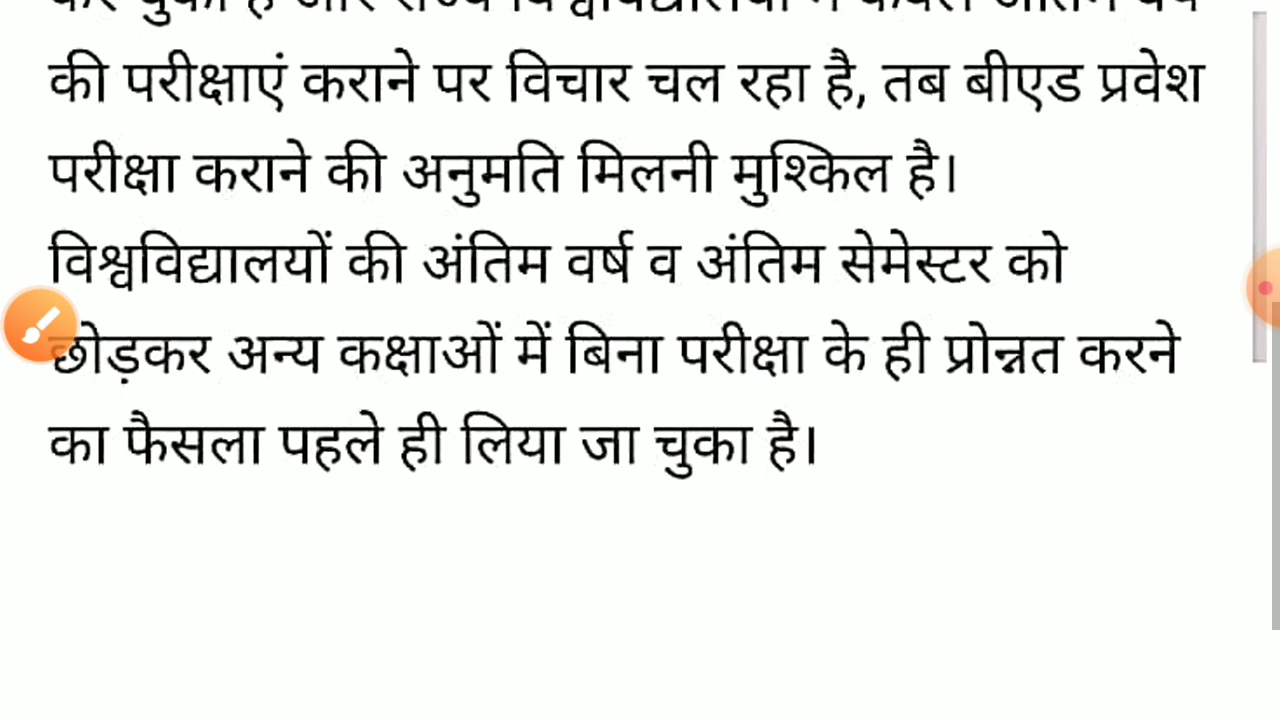 की परीक्षाएं कराने पर विचार चल रहा है, तब बीएड प्रवेश
परीक्षा कराने की अनुमति मिलनी मुश्किल है।
विश्वविद्यालयों की अंतिम वर्ष व अंतिम सेमेस्टर को
छोड़कर अन्य कक्षाओं में बिना परीक्षा के ही प्रोन्नत करने
का फैसला पहले ही लिया जा चुका है।